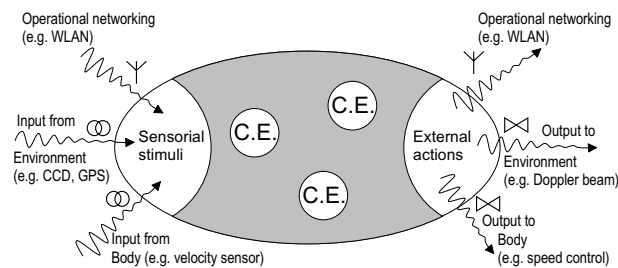 Operational networking
(e.g. WLAN)
Input from
Environment
(e.g. CCD, GPS)
Input from
Body (e.g. velocity sensor)
Sensorial
stimuli
C.E.
C.E.
C.E.
External
actions
Operational networking
(e.g. WLAN)
Output to
Environment
(e.g. Doppler beam)
Output to
Body
(e.g. speed control)